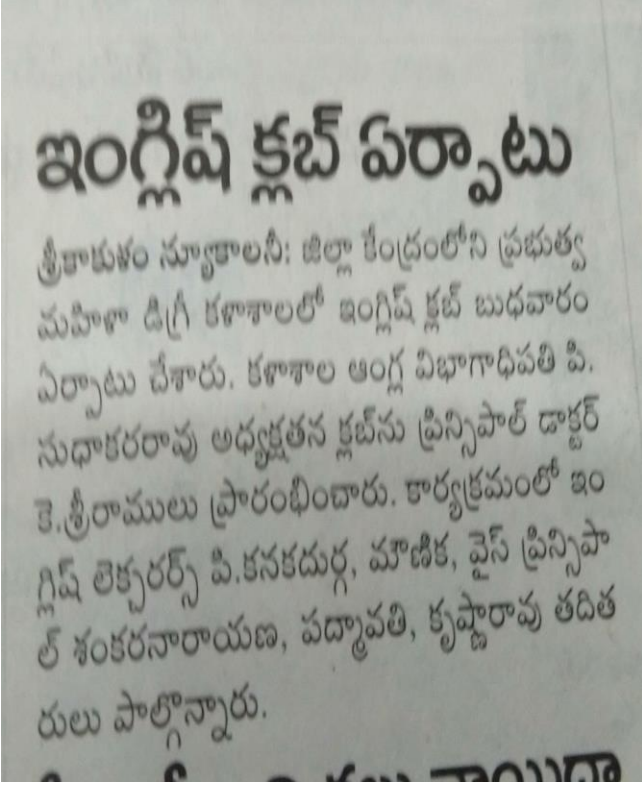 ఇంగ్లిష్ క్లబ్ ఏర్పాటు
శ్రీకాకుళం న్యూకాలనీ: జిల్లా కేంద్రంలోని ప్రభుత్వ
మహిళా డిగ్రీ కళాశాలలో ఇంగ్లిష్ క్లబ్ బుధవారం
ఏర్పాటు చేశారు. కళాశాల ఆంగ్ల విభాగాధిపతి పి.
సుధాకరరావు అధ్యక్షతన క్లబ్‌ను ప్రిన్సిపాల్ డాక్టర్
కె.శ్రీరాములు ప్రారంభించారు. కార్యక్రమంలో ఇం
గ్లిష్ లెక్చరర్స్ పి.కనకదుర్గ, మౌణిక, వైస్ ప్రిన్సిపా
ల్ శంకరనారాయణ, పద్మావతి, కృష్ణారావు తదిత
రులు పాల్గొన్నారు.